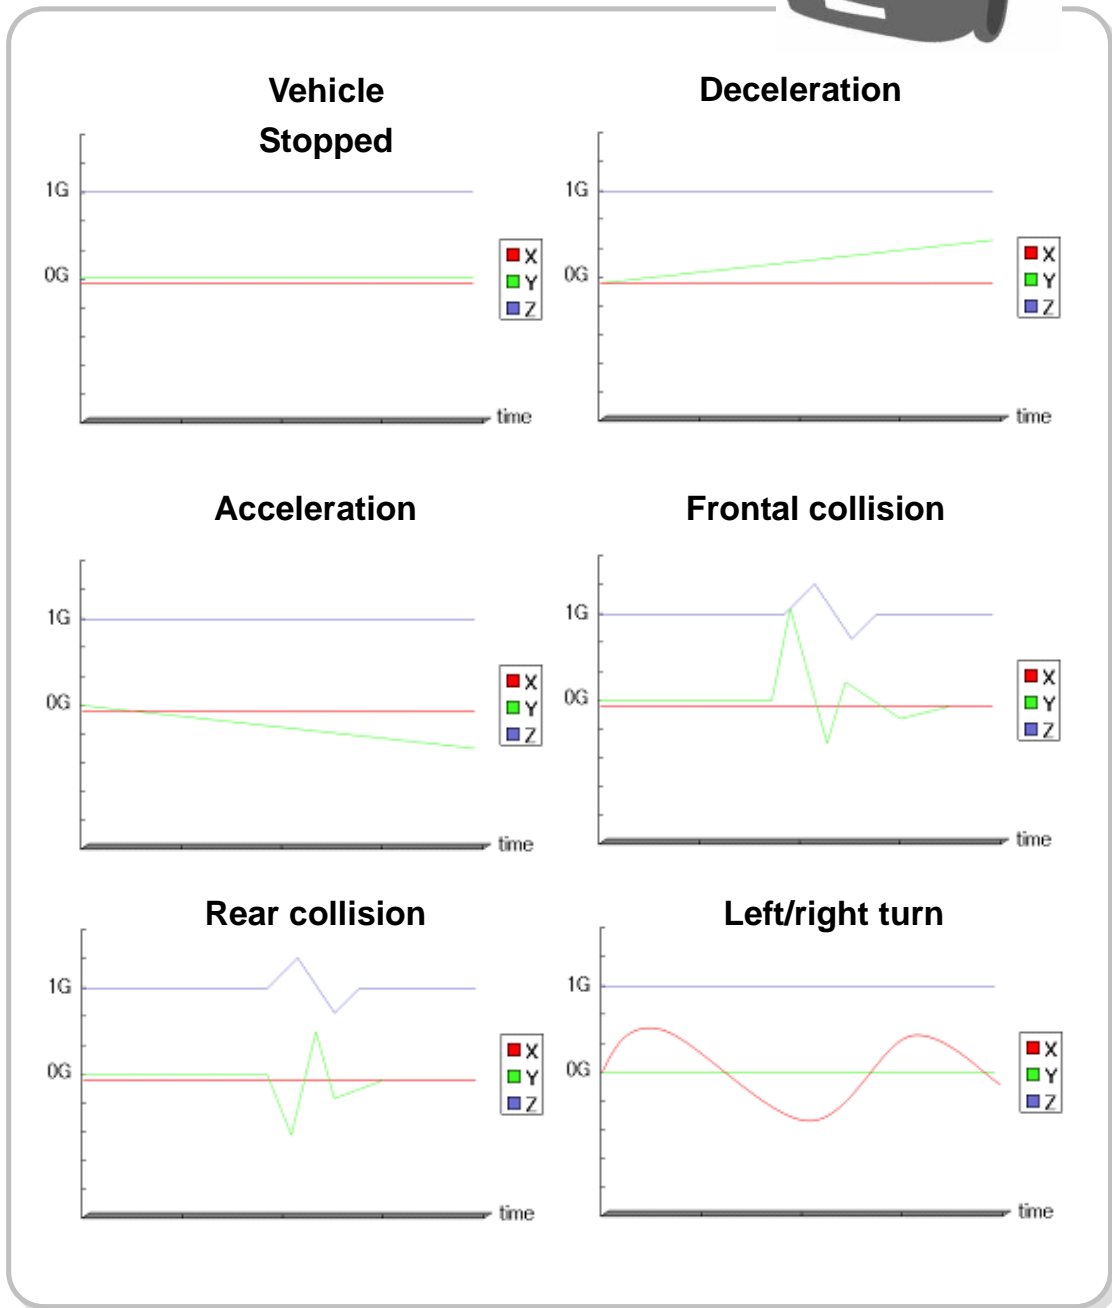 Vehicle
Stopped
1G
0G
X
Y
Z
time
Deceleration
1G
0G
X
Y
Z
time
Acceleration
1G
0G
X
Y
Z
time
Frontal collision
1G
0G
X
Y
Z
time
Rear collision
1G
0G
X
Y
Z
time
Left/right turn
1G
0G
X
Y
Z
time